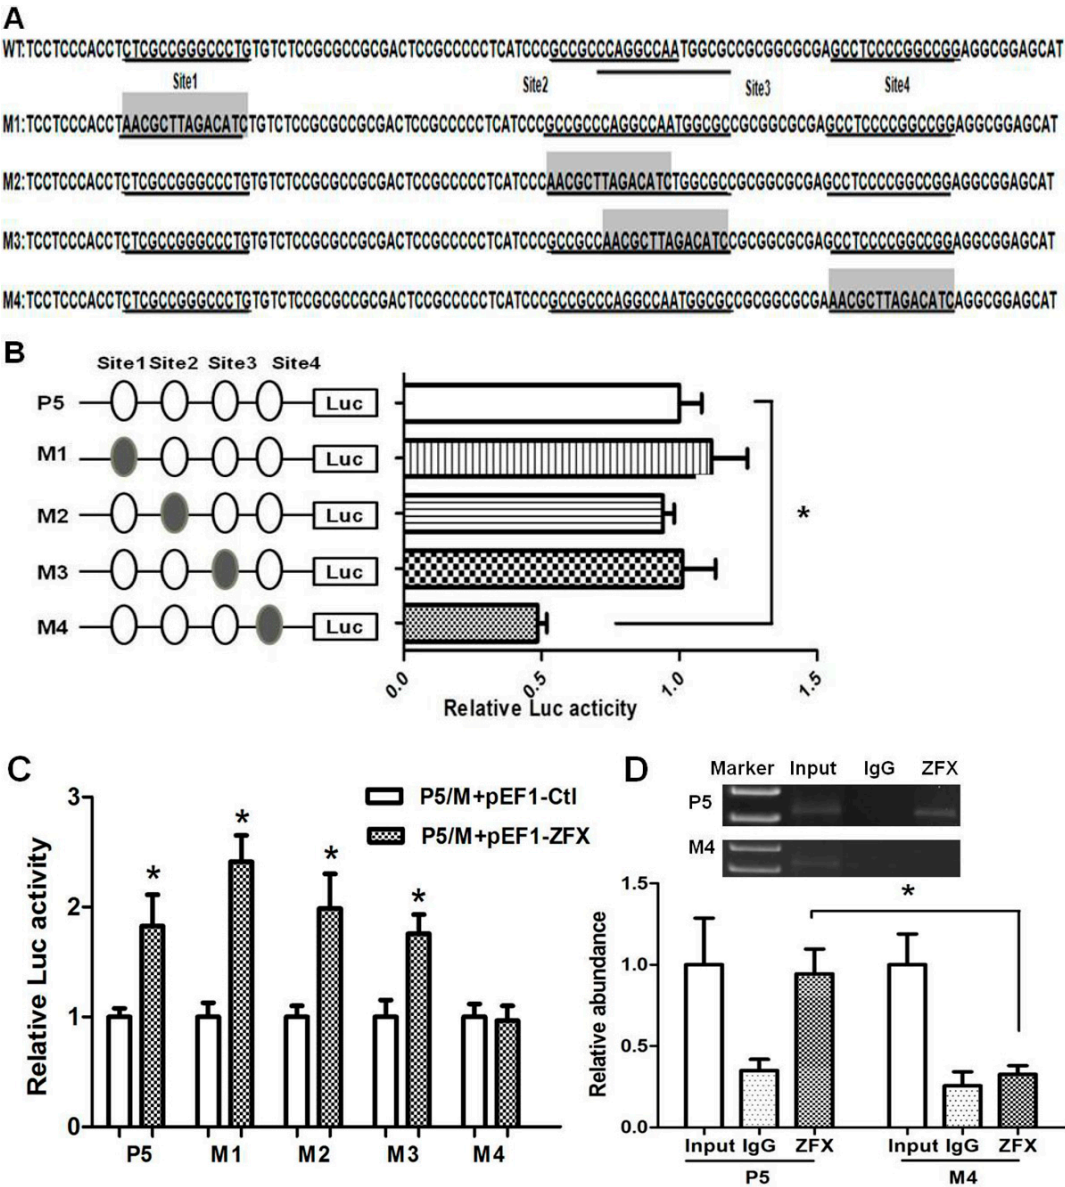 A
WT:TCCTCCCACCTCTCGCCGGGCCCTGTGTCTCCGCGCCGCGACTCCGCCCCCTCATCCCGCCGCCCAGGCCAATGGCGCCGCGGCGCGAGCCTCCCCGGCCGGAGGCGGAGCAT
Site1 Site2 Site3 Site4
M1:TCCTCCCACCTAACGCTTAGACATCTGTCTCCGCGCCGCGACTCCGCCCCCTCATCCCGCCGCCCAGGCCAATGGCGCCGCGGCGCGAGCCTCCCCGGCCGGAGGCGGAGCAT
M2:TCCTCCCACCTCTCGCCGGGCCCTGTGTCTCCGCGCCGCGACTCCGCCCCCTCATCCCAACGCTTAGACATCTGGCGCCGCGGCGCGAGCCTCCCCGGCCGGAGGCGGAGCAT
M3:TCCTCCCACCTCTCGCCGGGCCCTGTGTCTCCGCGCCGCGACTCCGCCCCCTCATCCCGCCGCCAACGCTTAGACATCCGCGGCGCGAGCCTCCCCGGCCGGAGGCGGAGCAT
M4:TCCTCCCACCTCTCGCCGGGCCCTGTGTCTCCGCGCCGCGACTCCGCCCCCTCATCCCGCCGCCCAGGCCAATGGCGCCGCGGCGCGAAACGCTTAGACATCAGGCGGAGCAT
B
Site1 Site2 Site3 Site4
P5 Luc
M1 Luc
M2 Luc
M3 Luc
M4 Luc
*
0.0 0.5 1.0 1.5
Relative Luc acticity
C
P5/M+pEF1-Ctl
P5/M+pEF1-ZFX
Relative Luc activity
3
2
1
0
* * * *
P5 M1 M2 M3 M4
D
Marker Input IgG ZFX
P5
M4
Relative abundance
1.5
1.0
0.5
0.0
*
Input IgG ZFX Input IgG ZFX
P5 M4